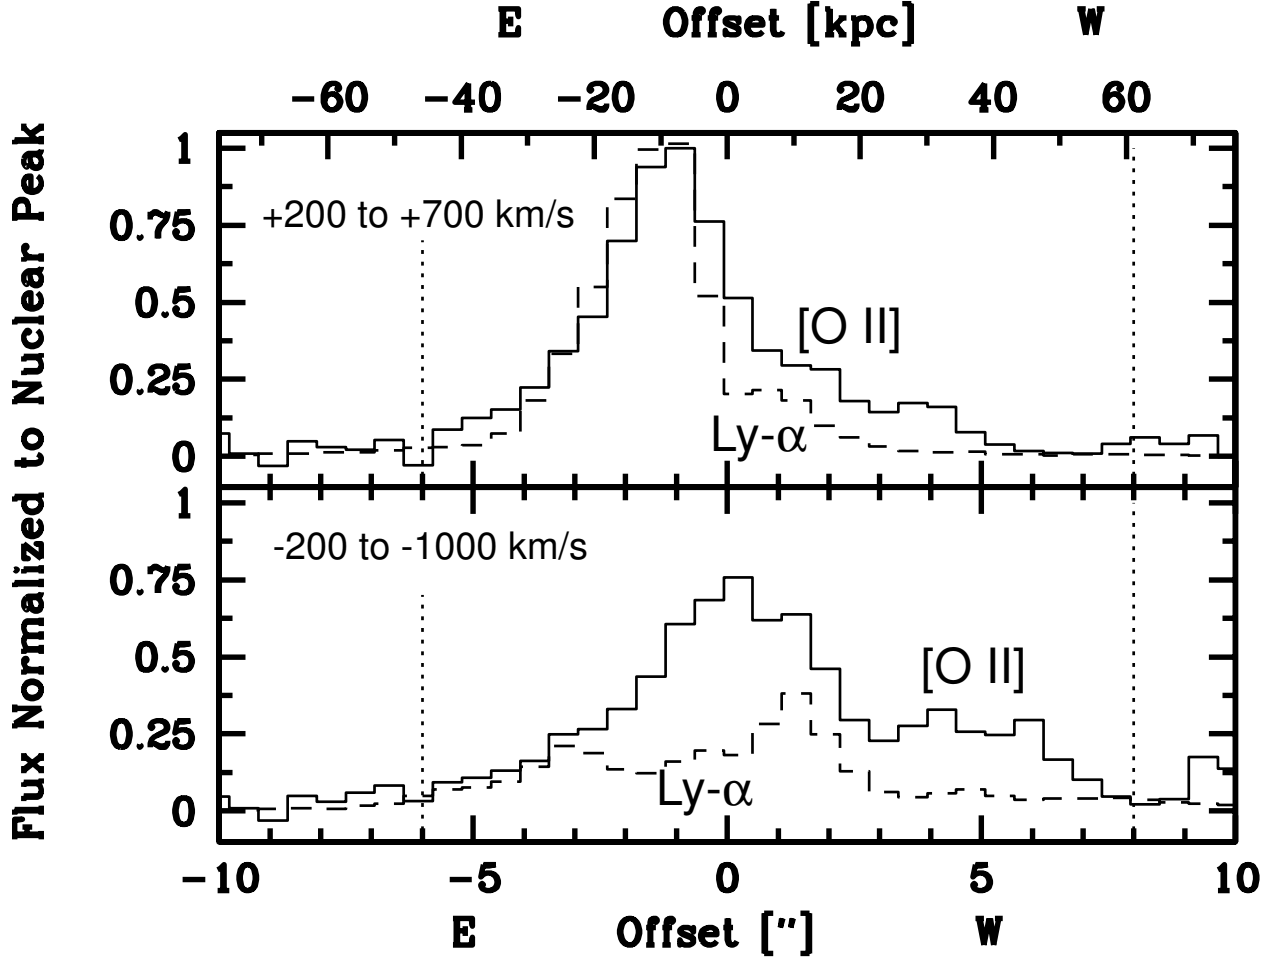 E Offset [kpc] W
-60 -40 -20 0 20 40 60
Flux Normalized to Nuclear Peak
1
+200 to +700 km/s
0.75
0.5
[O II]
0.25
Ly-α
0
1
-200 to -1000 km/s
0.75
0.5
[O II]
0.25
Ly-α
0
-10 -5 0 5 10
E Offset ["] W